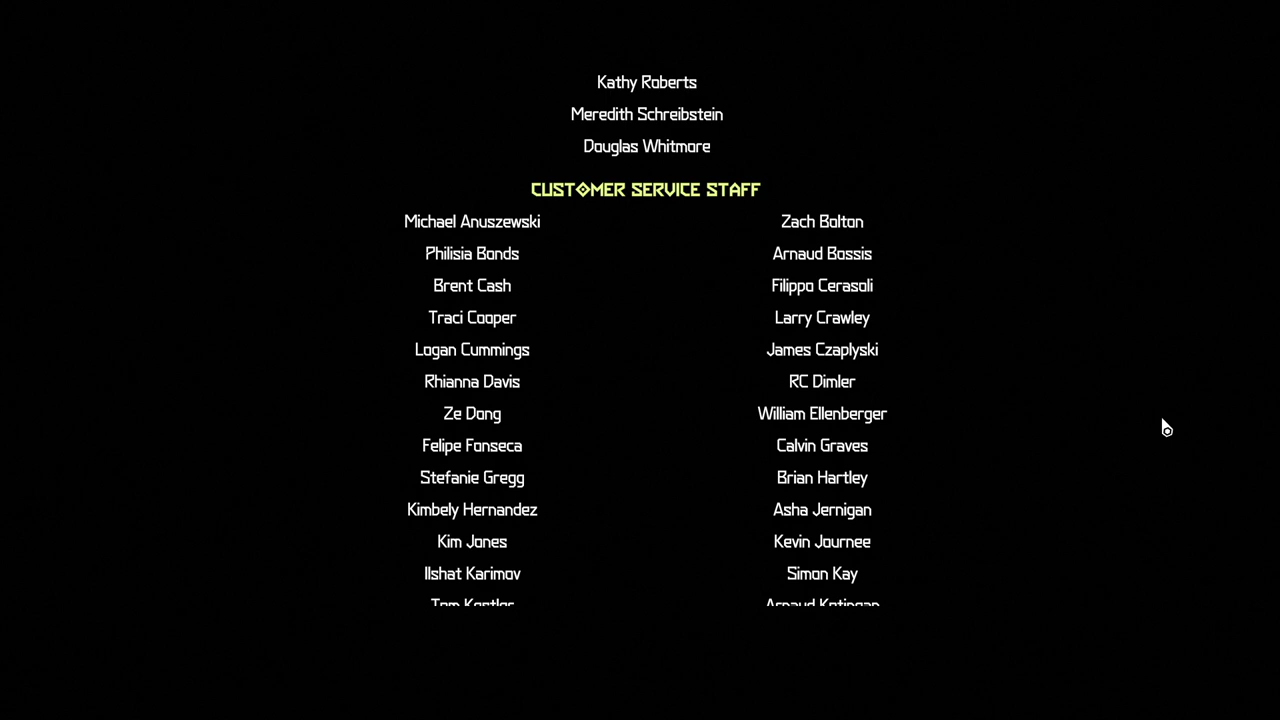 Kathy Roberts
Meredith Schreibstein
Douglas Whitmore
CUSTOMER SERVICE STAFF
Michael Anuszewski Zach Bolton
Philisia Bonds Arnaud Bossis
Brent Cash Filippo Cerasoli
Traci Cooper Larry Crawley
Logan Cummings James Czaplyski
Rhianna Davis RC Dimler
Ze Dong William Ellenberger
Felipe Fonseca Calvin Graves
Stefanie Gregg Brian Hartley
Kimbely Hernandez Asha Jernigan
Kim Jones Kevin Journee
Ilshat Karimov Simon Kay
Tom Arnaud